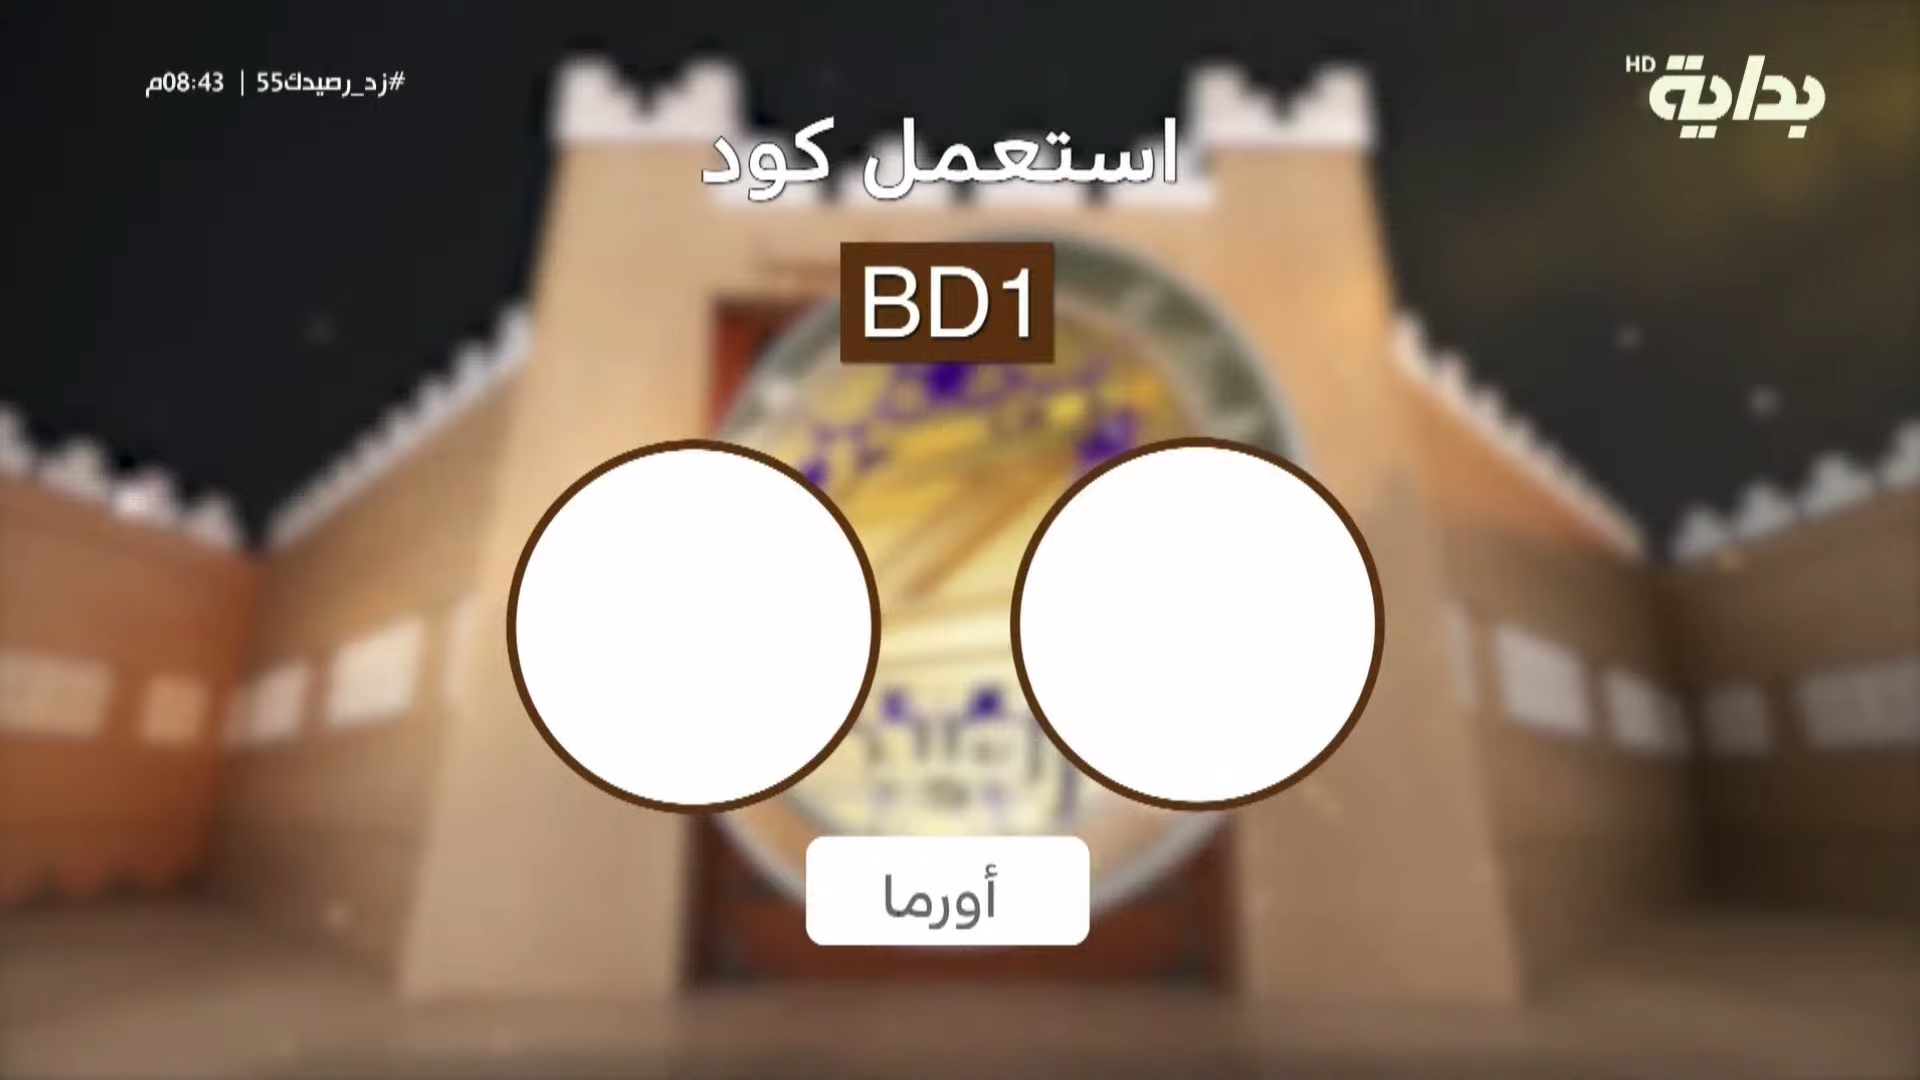 #زد_رصيدك55 | 08:43م
بداية HD
استعمل كود
BD1
أورما